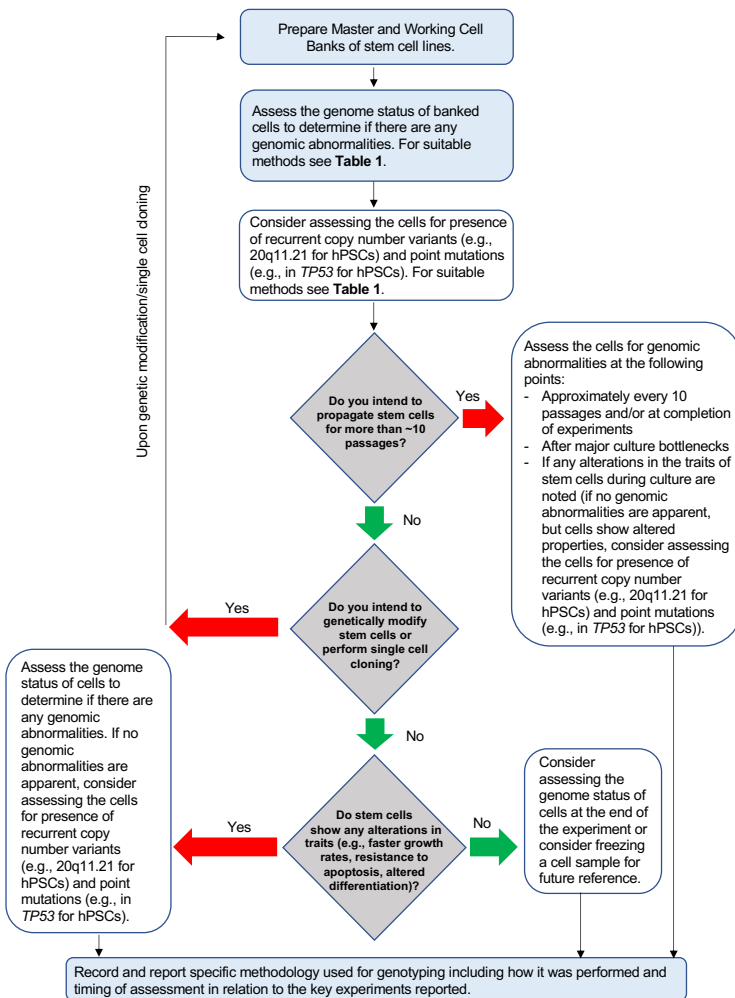 Prepare Master and Working Cell
Banks of stem cell lines.
Assess the genome status of banked
cells to determine if there are any
genomic abnormalities. For suitable
methods see Table 1.
Consider assessing the cells for presence
of recurrent copy number variants (e.g.,
20q11.21 for hPSCs) and point mutations
(e.g., in TP53 for hPSCs). For suitable
methods see Table 1.
Upon genetic modification/single cell cloning
Do you intend to
propagate stem cells
for more than ~10
passages?
Yes
No
Assess the cells for genomic
abnormalities at the following
points:
- Approximately every 10
passages and/or at completion
of experiments
- After major culture bottlenecks
- If any alterations in the traits of
stem cells during culture are
noted (if no genomic
abnormalities are apparent,
but cells show altered
properties, consider assessing
the cells for presence of
recurrent copy number
variants (e.g., 20q11.21 for
hPSCs) and point mutations
(e.g., in TP53 for hPSCs)).
Do you intend to
genetically modify
stem cells or
perform single cell
cloning?
Yes
No
Assess the genome
status of cells to
determine if there are
any genomic
abnormalities. If no
genomic
abnormalities are
apparent, consider
assessing the cells
for presence of
recurrent copy
number variants
(e.g., 20q11.21 for
hPSCs) and point
mutations (e.g., in
TP53 for hPSCs).
Do stem cells
show any alterations in
traits (e.g., faster growth
rates, resistance to
apoptosis, altered
differentiation)?
Yes
No
Consider
assessing the
genome status of
cells at the end of
the experiment or
consider freezing
a cell sample for
future reference.
Record and report specific methodology used for genotyping including how it was performed and
timing of assessment in relation to the key experiments reported.